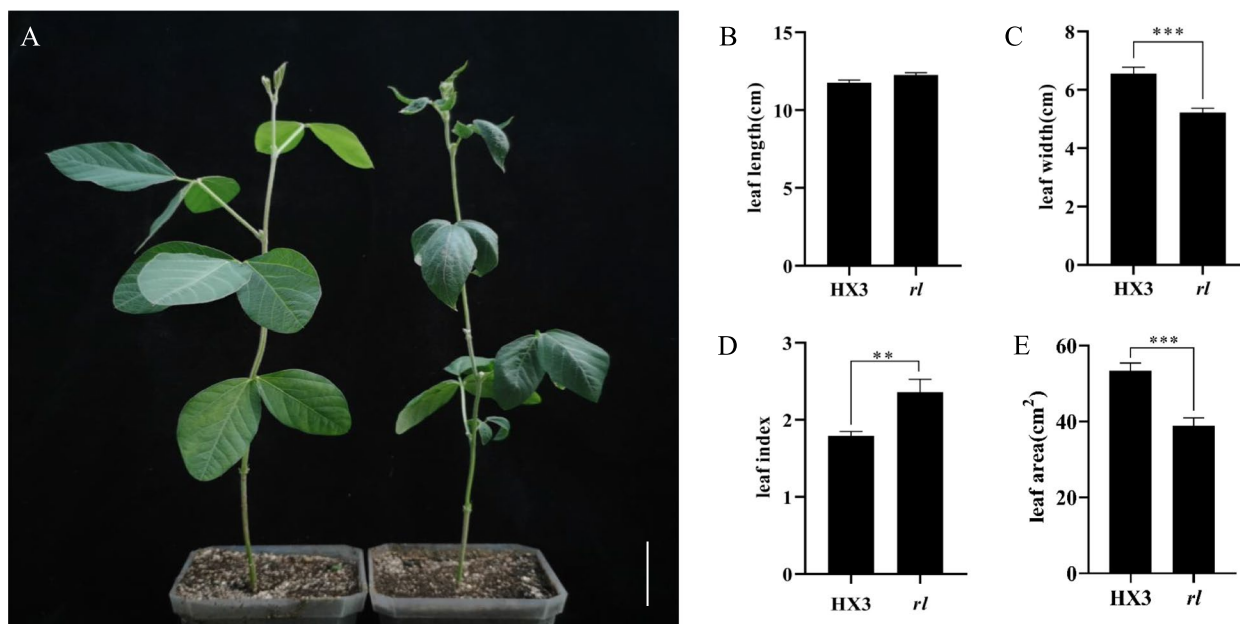 A
B
15
10
5
0
leaf length(cm)
HX3
rl
C
8
6
4
2
0
leaf width(cm)
***
HX3
rl
D
3
2
1
0
leaf index
**
HX3
rl
E
60
40
20
0
leaf area(cm²)
***
HX3
rl